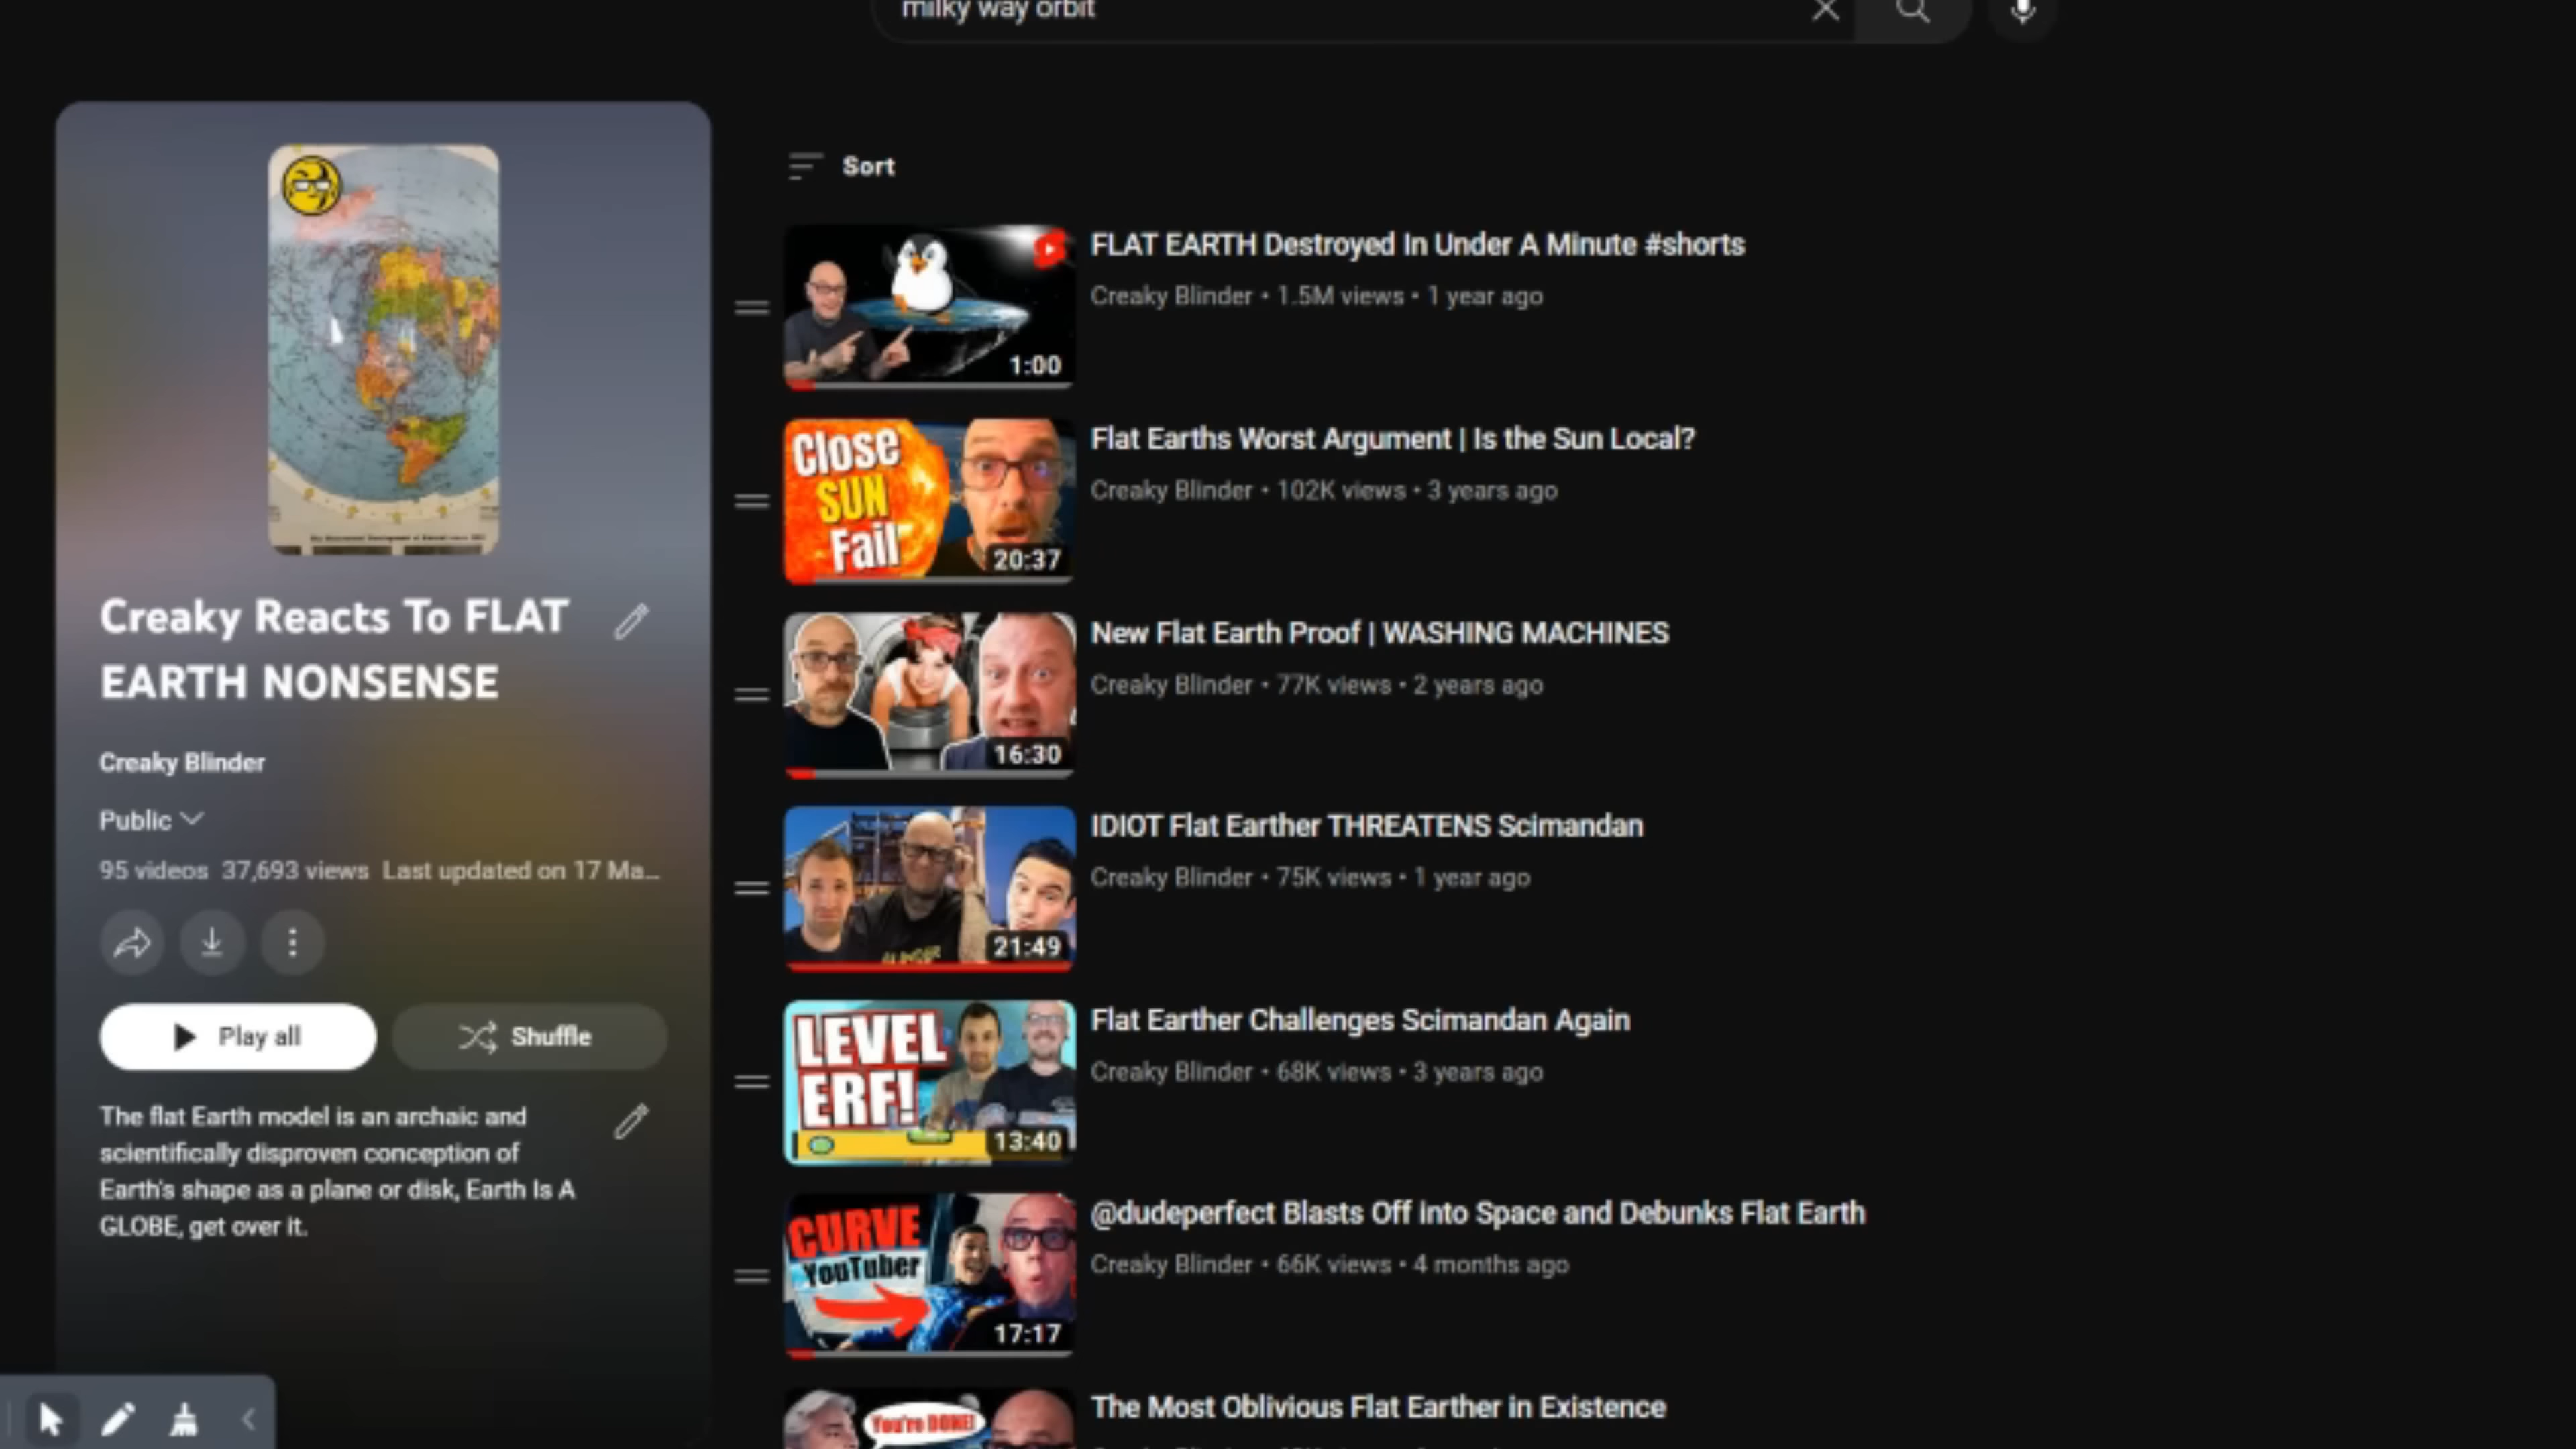 milky way orbit
Sort
Creaky Reacts To FLAT
EARTH NONSENSE
Creaky Blinder
Public
95 videos 37,693 views Last updated on 17 Ma...
Play all
Shuffle
The flat Earth model is an archaic and
scientifically disproven conception of
Earth's shape as a plane or disk, Earth Is A
GLOBE, get over it.
1:00
FLAT EARTH Destroyed In Under A Minute #shorts
Creaky Blinder • 1.5M views • 1 year ago
Close
SUN
Fail
20:37
Flat Earths Worst Argument | Is the Sun Local?
Creaky Blinder • 102K views • 3 years ago
16:30
New Flat Earth Proof | WASHING MACHINES
Creaky Blinder • 77K views • 2 years ago
21:49
IDIOT Flat Earther THREATENS Scimandan
Creaky Blinder • 75K views • 1 year ago
LEVEL
ERF!
13:40
Flat Earther Challenges Scimandan Again
Creaky Blinder • 68K views • 3 years ago
CURVE
YouTuber
17:17
@dudeperfect Blasts Off into Space and Debunks Flat Earth
Creaky Blinder • 66K views • 4 months ago
You're DONE!
The Most Oblivious Flat Earther in Existence